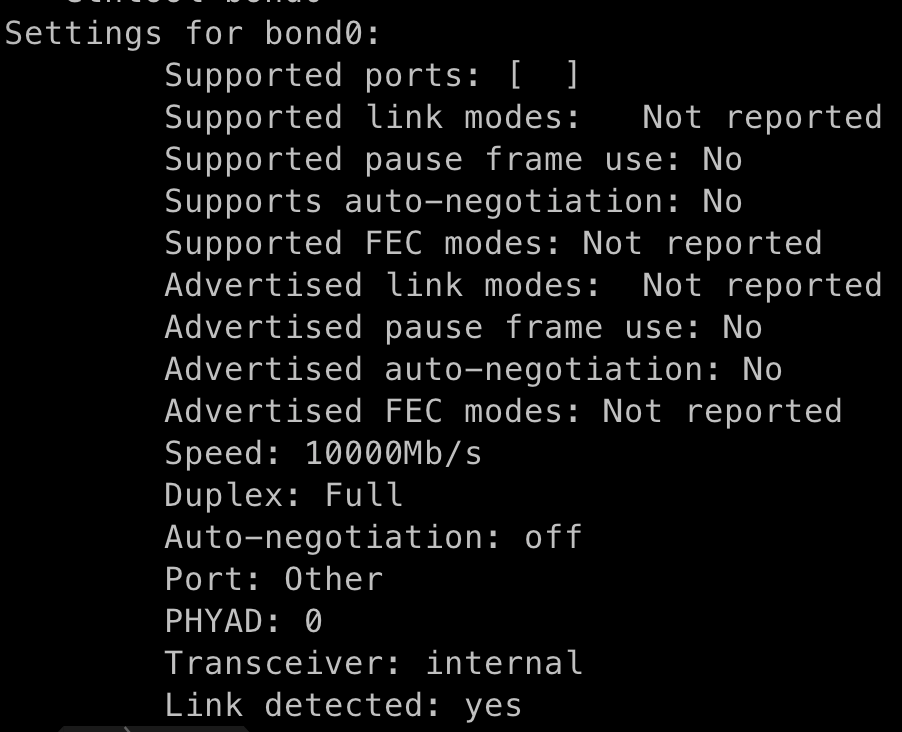 Settings for bond0:
Supported ports: [  ]
Supported link modes:   Not reported
Supported pause frame use: No
Supports auto-negotiation: No
Supported FEC modes: Not reported
Advertised link modes:  Not reported
Advertised pause frame use: No
Advertised auto-negotiation: No
Advertised FEC modes: Not reported
Speed: 10000Mb/s
Duplex: Full
Auto-negotiation: off
Port: Other
PHYAD: 0
Transceiver: internal
Link detected: yes